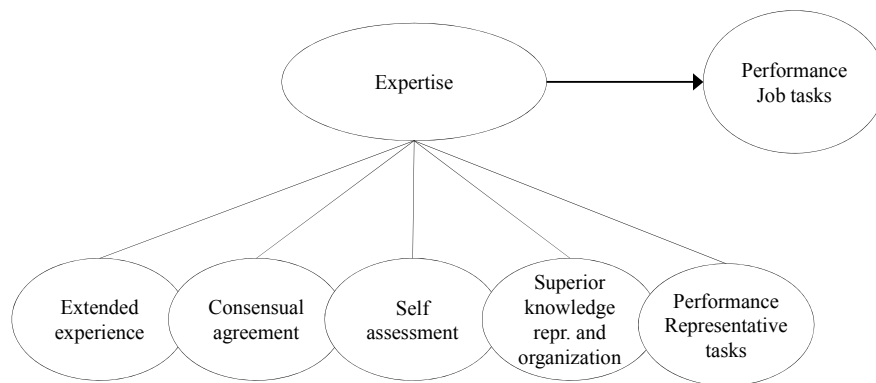 Expertise
Performance
Job tasks
Extended
experience
Consensual
agreement
Self
assessment
Superior
knowledge
repr. and
organization
Performance
Representative
tasks